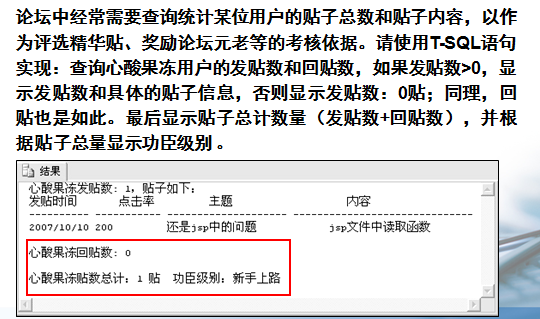 论坛中经常需要查询统计某位用户的贴子总数和贴子内容，以作
为评选精华贴、奖励论坛元老等的考核依据。请使用T-SQL语句
实现：查询心酸果冻用户的发贴数和回贴数，如果发贴数>0，显
示发贴数和具体的贴子信息，否则显示发贴数：0贴；同理，回
贴也是如此。最后显示贴子总计数量（发贴数+回贴数），并根
据贴子总量显示功臣级别 。
结果
心酸果冻发贴数: 1，贴子如下:
发贴时间 点击率 主题 内容
---------- ----------- -------------------- ------------------------------
2007/10/10 200 还是jsp中的问题 jsp文件中读取函数
心酸果冻回贴数: 0
心酸果冻贴数总计: 1 贴 功臣级别: 新手上路